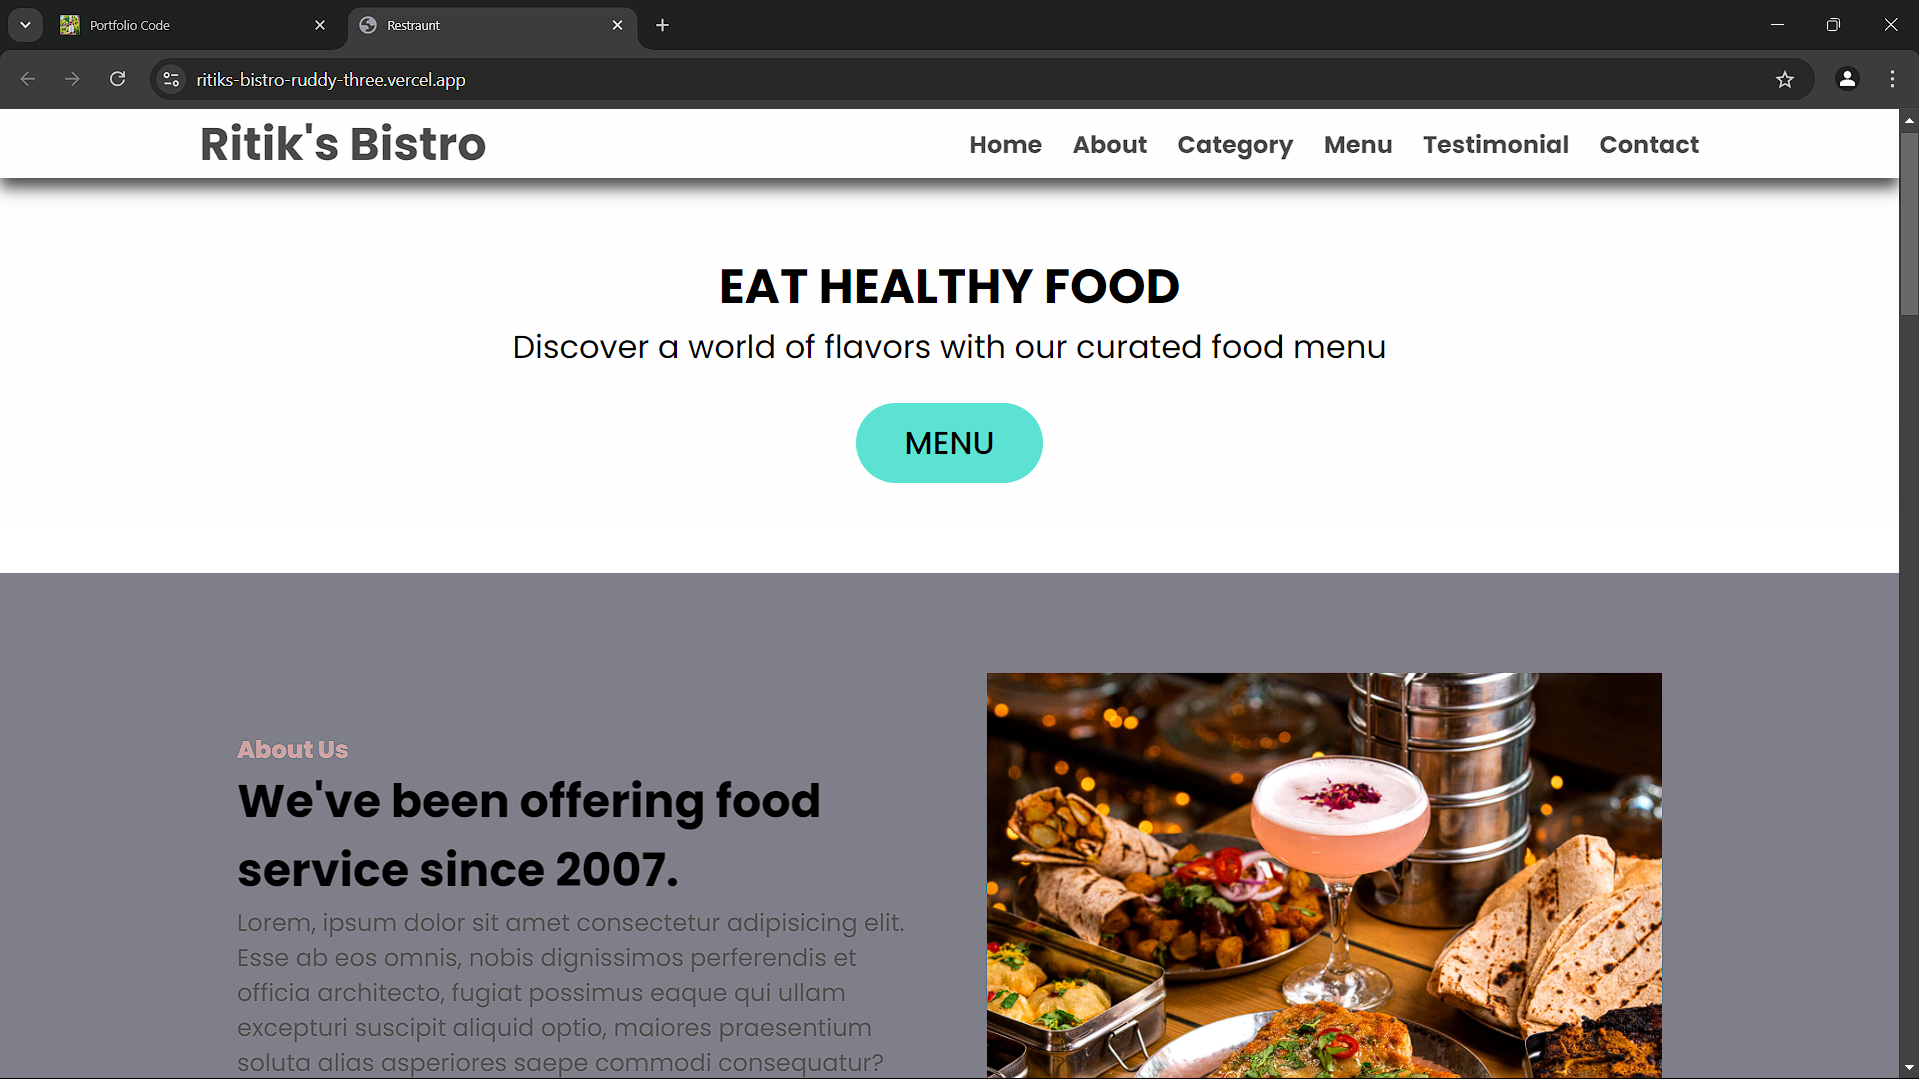 Portfolio Code
Restraunt
ritiks-bistro-ruddy-three.vercel.app
Ritik's Bistro
Home About Category Menu Testimonial Contact
EAT HEALTHY FOOD
Discover a world of flavors with our curated food menu
MENU
About Us
We've been offering food
service since 2007.
Lorem, ipsum dolor sit amet consectetur adipisicing elit.
Esse ab eos omnis, nobis dignissimos perferendis et
officia architecto, fugiat possimus eaque qui ullam
excepturi suscipit aliquid optio, maiores praesentium
soluta alias asperiores saepe commodi consequatur?